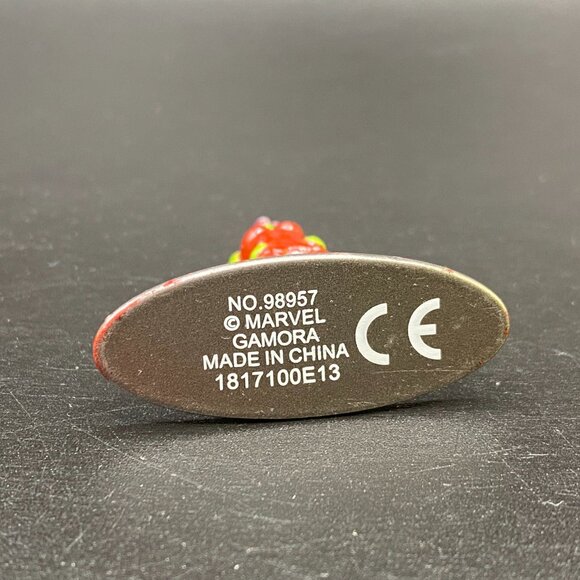 NO.98957
© MARVEL
GAMORA
MADE IN CHINA
1817100E13
CE